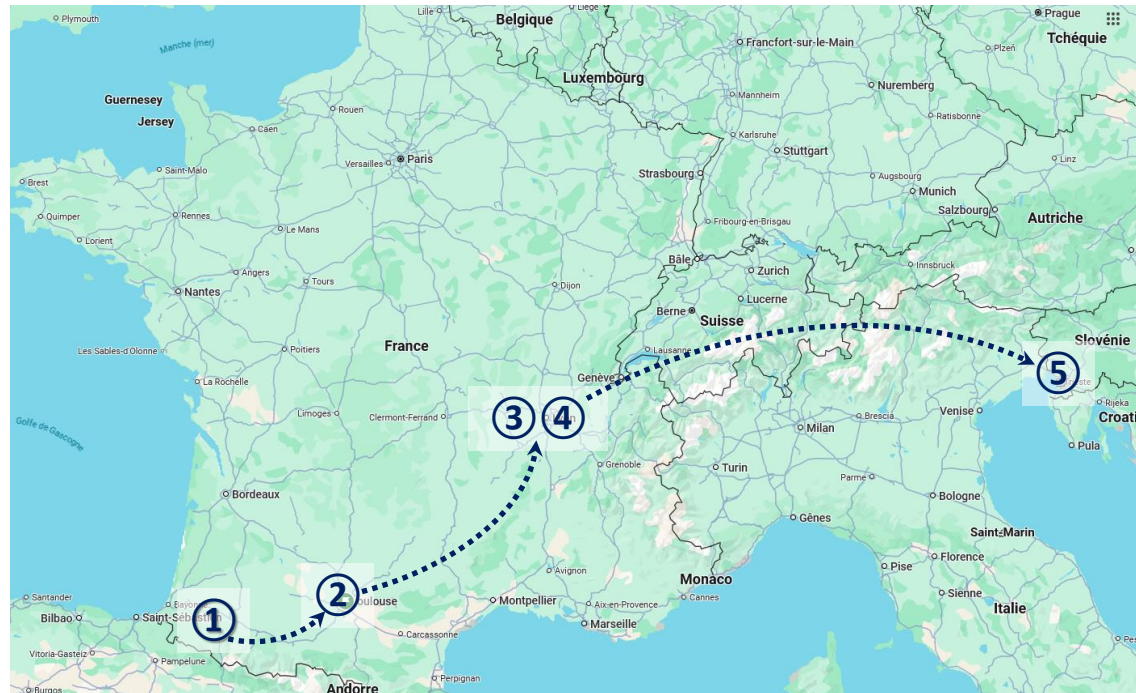 Plymouth
Lille
Belgique
Liège
Prague
Tchéquie
Manche (mer)
Francfort-sur-le-Main
Plzeň
Luxembourg
Guernesey
Jersey
Rouen
Mannheim
Nuremberg
Caen
Ratisbonne
Karlsruhe
Versailles
Paris
Stuttgart
Linz
Saint-Malo
Strasbourg
Augsbourg
Brest
Munich
Quimper
Rennes
Salzbourg
Autriche
Le Mans
Fribourg-en-Brisgau
Lorient
Bâle
Innsbruck
Angers
Zurich
Tours
Dijon
Nantes
Lucerne
Berne
Suisse
Slovénie
Les Sables-d'Olonne
Poitiers
France
Lausanne
Genève
5
La Rochelle
Limoges
Clermont-Ferrand
3
4
Venise
Rijeka
Brescia
Croati
Golfe de Gascogne
Milan
Pula
Grenoble
Turin
Parme
Bordeaux
Bologne
Gênes
Saint-Marin
Florence
Avignon
Pise
Monaco
Santander
Bayonne
1
2
Toulouse
Montpellier
Aix-en-Provence
Cannes
Sienne
Italie
Bilbao
Saint-Sébastien
Marseille
Carcassonne
Vitoria-Gasteiz
Pampelune
Perpignan
Andorre
Burgos